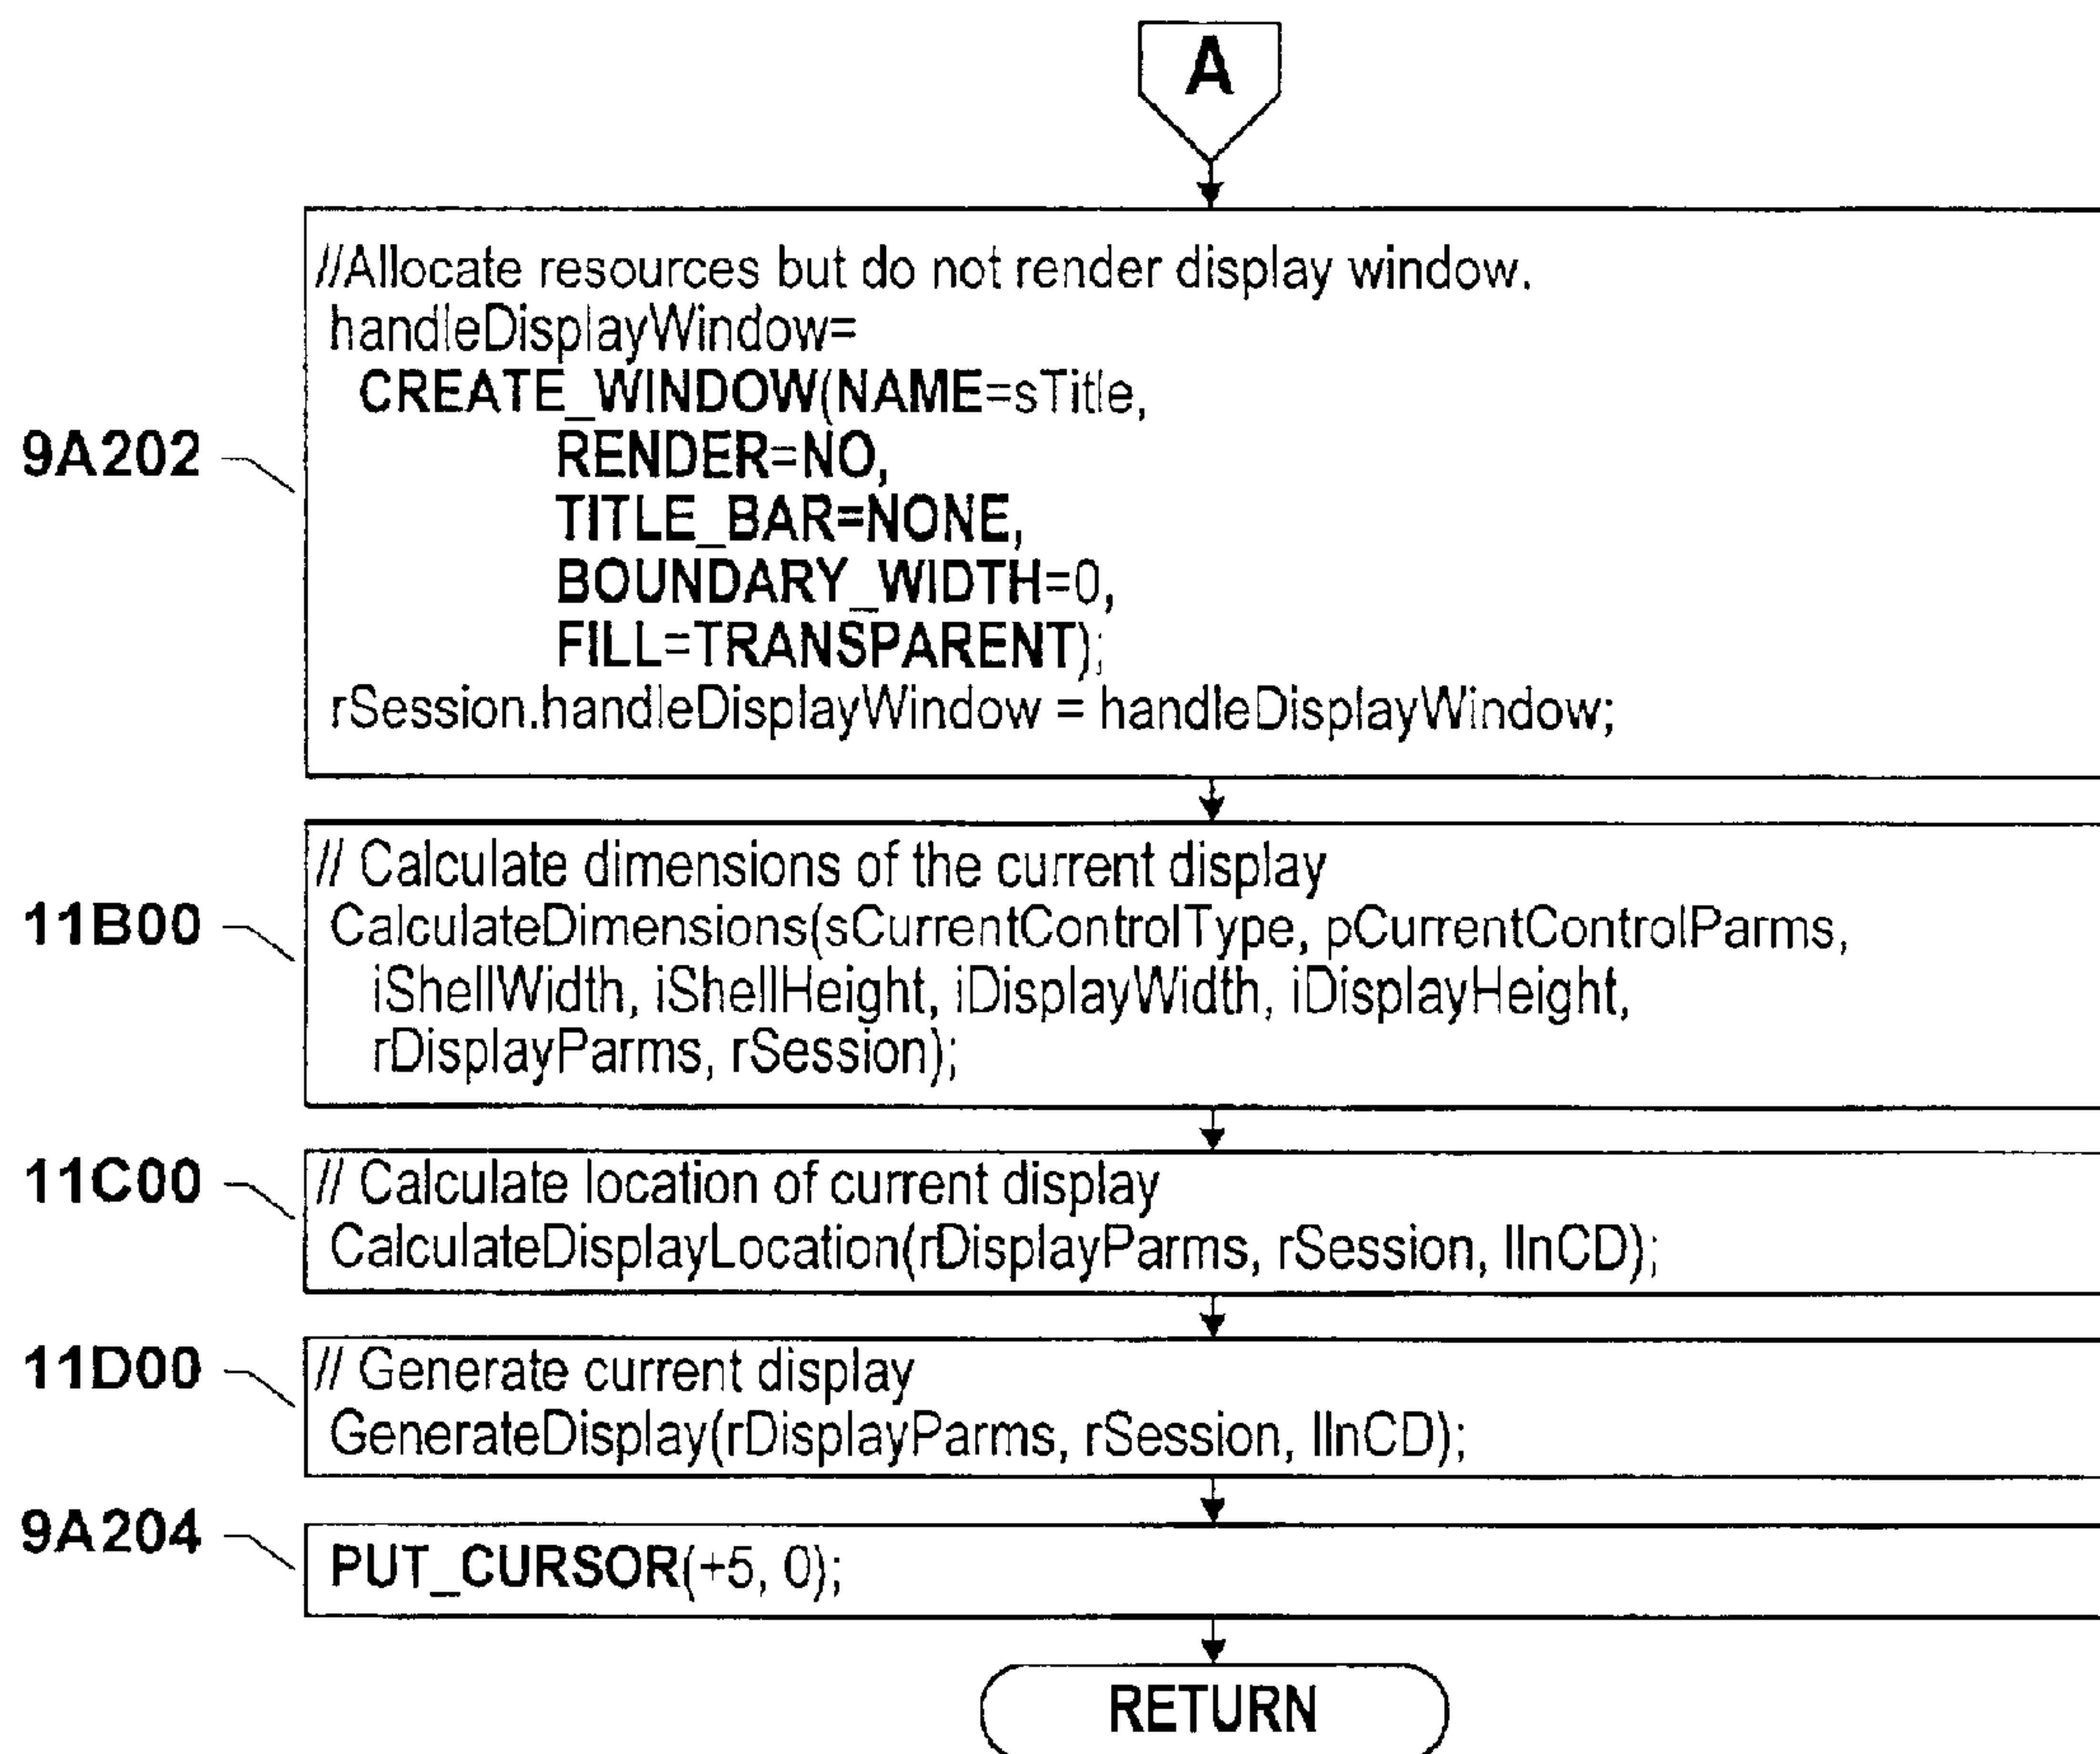 A
//Allocate resources but do not render display window.
handleDisplayWindow=
CREATE_WINDOW(NAME=sTitle,
9A202
RENDER=NO,
TITLE_BAR=NONE,
BOUNDARY_WIDTH=0,
FILL=TRANSPARENT);
rSession.handleDisplayWindow = handleDisplayWindow;
// Calculate dimensions of the current display
11B00
CalculateDimensions(sCurrentControlType, pCurrentControlParms,
iShellWidth, iShellHeight, iDisplayWidth, iDisplayHeight,
rDisplayParms, rSession);
11C00
// Calculate location of current display
CalculateDisplayLocation(rDisplayParms, rSession, llnCD);
11D00
// Generate current display
GenerateDisplay(rDisplayParms, rSession, llnCD);
9A204
PUT_CURSOR(+5, 0);
RETURN